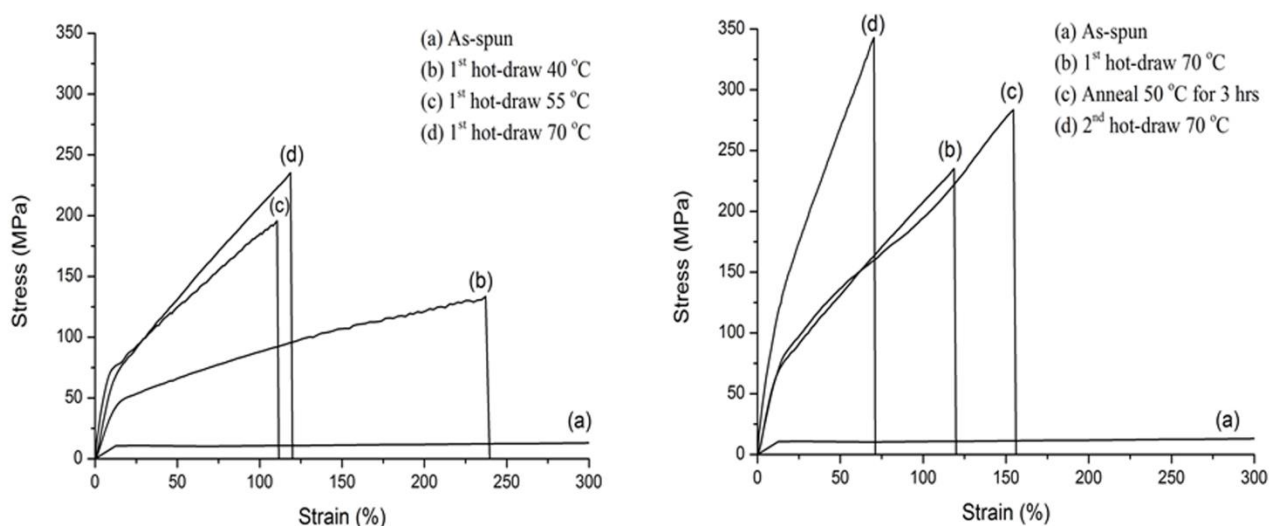 350
300
250
200
150
100
50
0
Stress (MPa)
0 50 100 150 200 250 300
Strain (%)
(a) As-spun
(b) 1st hot-draw 40 °C
(c) 1st hot-draw 55 °C
(d) 1st hot-draw 70 °C
(d)
(c)
(b)
(a)
350
300
250
200
150
100
50
0
Stress (MPa)
0 50 100 150 200 250 300
Strain (%)
(a) As-spun
(b) 1st hot-draw 70 °C
(c) Anneal 50 °C for 3 hrs
(d) 2nd hot-draw 70 °C
(d)
(c)
(b)
(a)